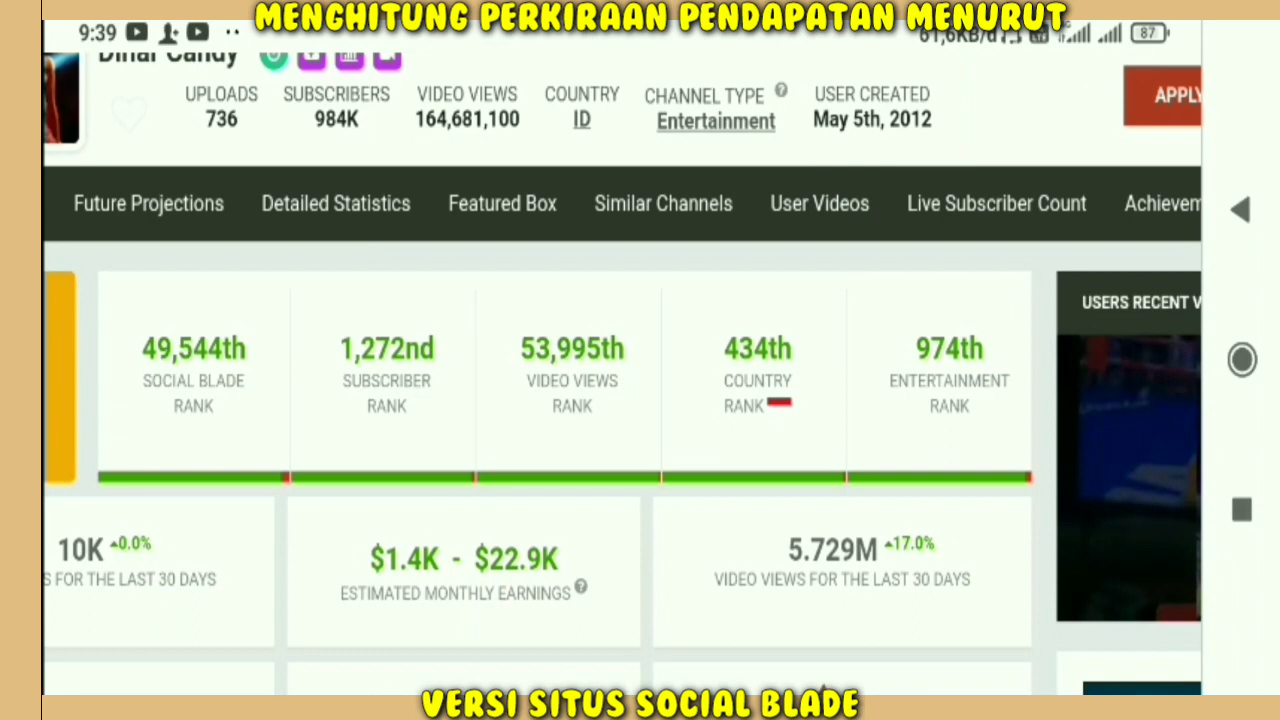 MENGHITUNG PERKIRAAN PENDAPATAN MENURUT
9:39
87
Dinar Candy
UPLOADS SUBSCRIBERS VIDEO VIEWS COUNTRY CHANNEL TYPE USER CREATED
736 984K 164,681,100 ID Entertainment May 5th, 2012
APPLY
Future Projections Detailed Statistics Featured Box Similar Channels User Videos Live Subscriber Count Achievem
USERS RECENT V
49,544th 1,272nd 53,995th 434th 974th
SOCIAL BLADE SUBSCRIBER VIDEO VIEWS COUNTRY ENTERTAINMENT
RANK RANK RANK RANK RANK
10K 0.0% $1.4K - $22.9K 5.729M 17.0%
S FOR THE LAST 30 DAYS ESTIMATED MONTHLY EARNINGS VIDEO VIEWS FOR THE LAST 30 DAYS
VERSI SITUS SOCIAL BLADE